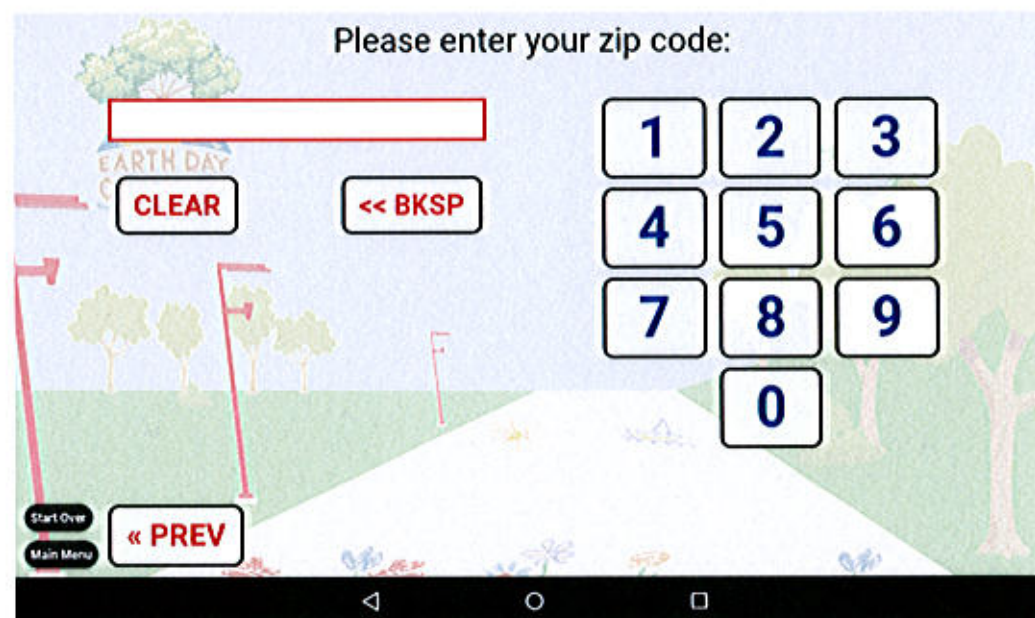 Please enter your zip code:
EARTH DAY
CLEAR
<< BKSP
1 2 3
4 5 6
7 8 9
0
Start Over
Main Menu
« PREV